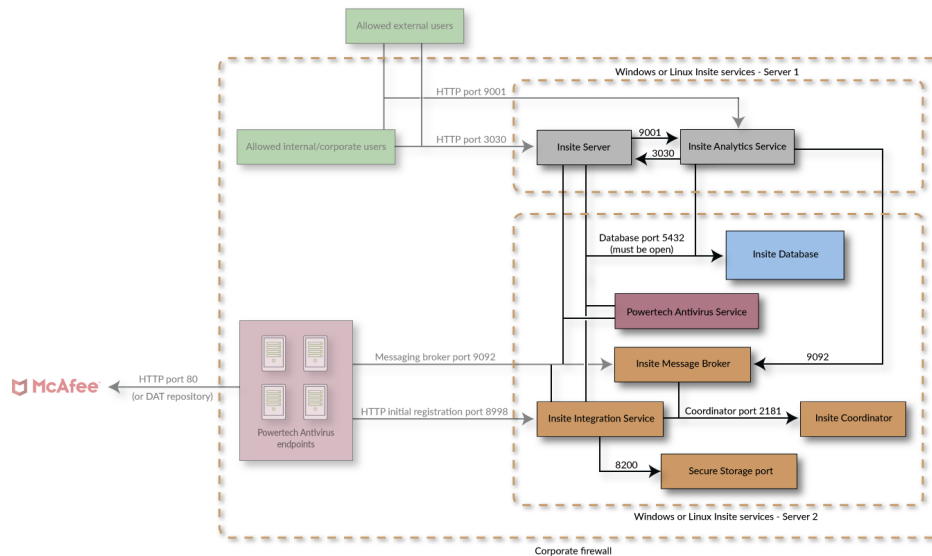 Allowed external users
Windows or Linux Insite services - Server 1
HTTP port 9001
Allowed internal/corporate users
HTTP port 3030
Insite Server
9001
3030
Insite Analytics Service
Database port 5432
(must be open)
Insite Database
Powertech Antivirus Service
Messaging broker port 9092
Insite Message Broker
9092
McAfee
HTTP port 80
(or DAT repository)
Powertech Antivirus
endpoints
HTTP initial registration port 8998
Insite Integration Service
Coordinator port 2181
Insite Coordinator
8200
Secure Storage port
Windows or Linux Insite services - Server 2
Corporate firewall